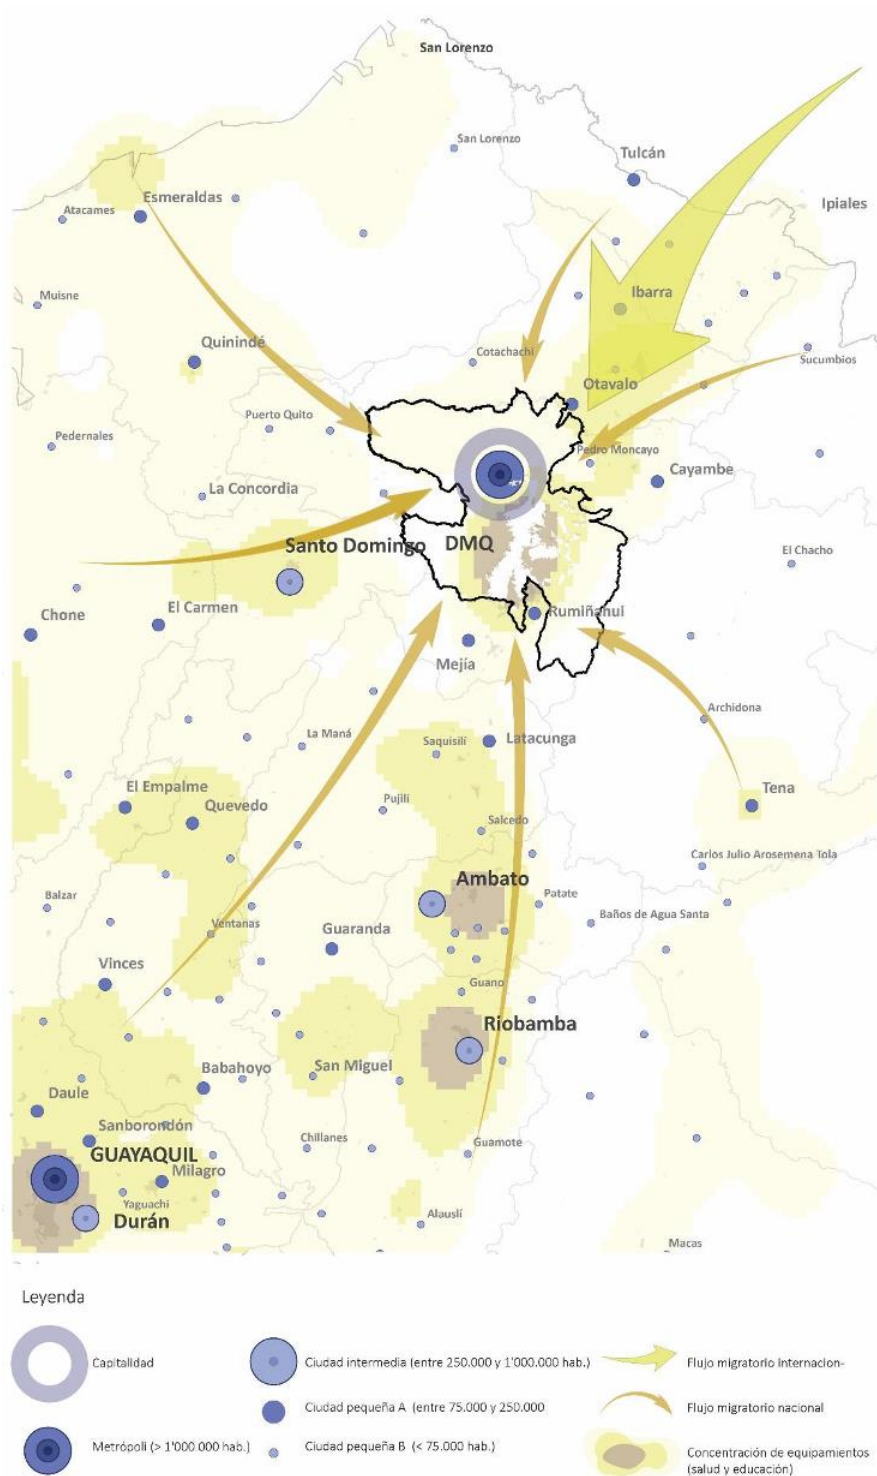 San Lorenzo
San Lorenzo
Tulcán
Esmeraldas
Atacames
Ipiales
Muisne
Ibarra
Quinindé
Cotachachi
Sucumbios
Otavalo
Puerto Quito
Pedernales
Pedro Moncayo
Cayambe
La Concordia
Santo Domingo
DMQ
El Chacho
Chone
El Carmen
Rumiñahui
Mejía
Archidona
La Maná
Saquisilí
Latacunga
El Empalme
Quevedo
Tena
Pujilí
Salcedo
Carlos Julio Arosemena Tola
Ambato
Balzar
Patate
Baños de Agua Santa
Ventanas
Guaranda
Vinces
Guano
Riobamba
Babahoyo
San Miguel
Daule
Sanborondón
Chillanes
Guamote
GUAYAQUIL
Milagro
Yaguachi
Durán
Alauslí
Macas
Leyenda
Capitalidad
Ciudad intermedia (entre 250.000 y 1'000.000 hab.)
Flujo migratorio internacion-
Ciudad pequeña A (entre 75.000 y 250.000
Flujo migratorio nacional
Metrópoli (> 1'000.000 hab.)
Ciudad pequeña B (< 75.000 hab.)
Concentración de equipamientos
(salud y educación)